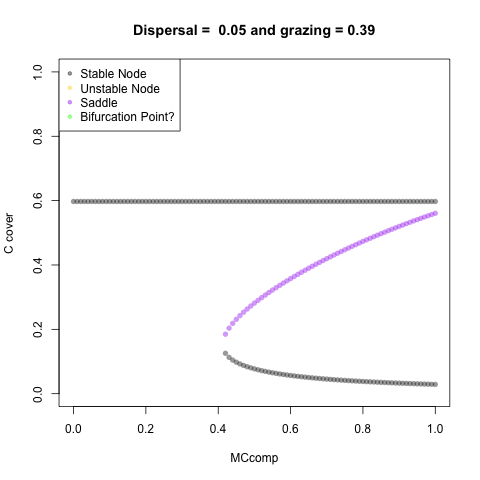 Dispersal =  0.05 and grazing = 0.39
Stable Node
Unstable Node
Saddle
Bifurcation Point?
1.0
0.8
0.6
0.4
0.2
0.0
C cover
0.0 0.2 0.4 0.6 0.8 1.0
MCcomp